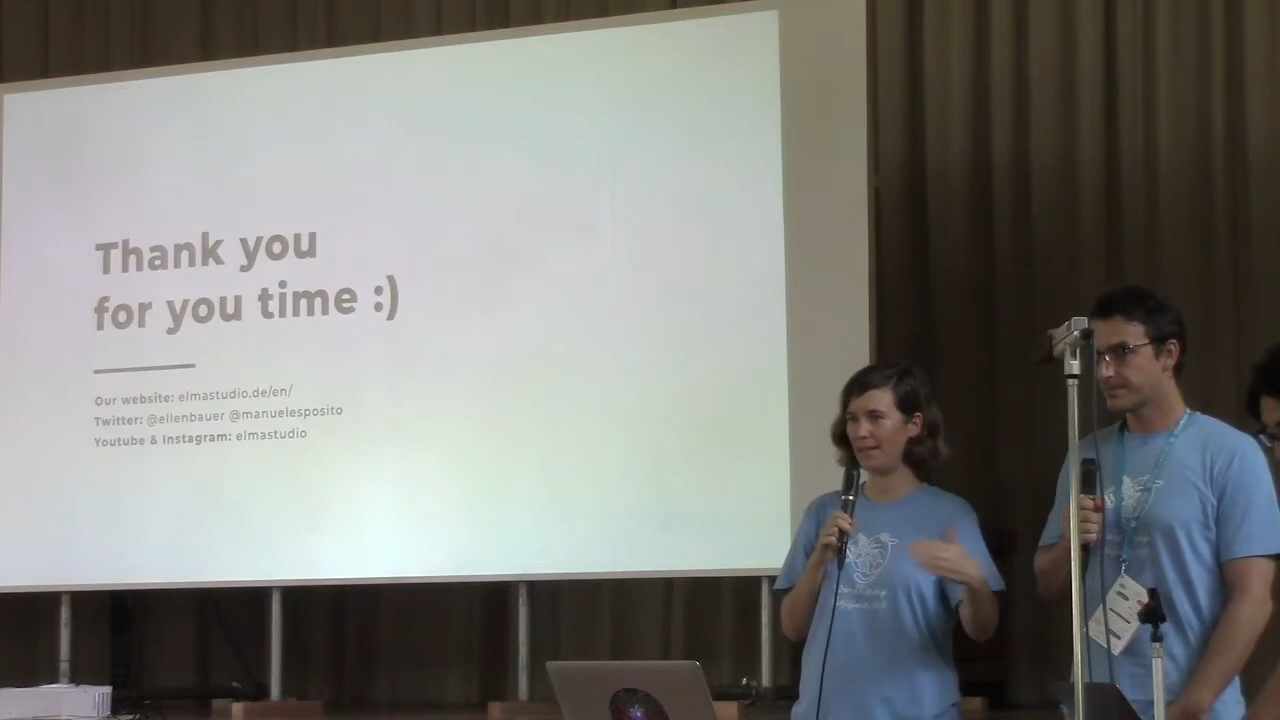 Thank you
for you time :)
Our website: elmastudio.de/en/
Twitter: @ellenbauer @manuelesposito
Youtube & Instagram: elmastudio